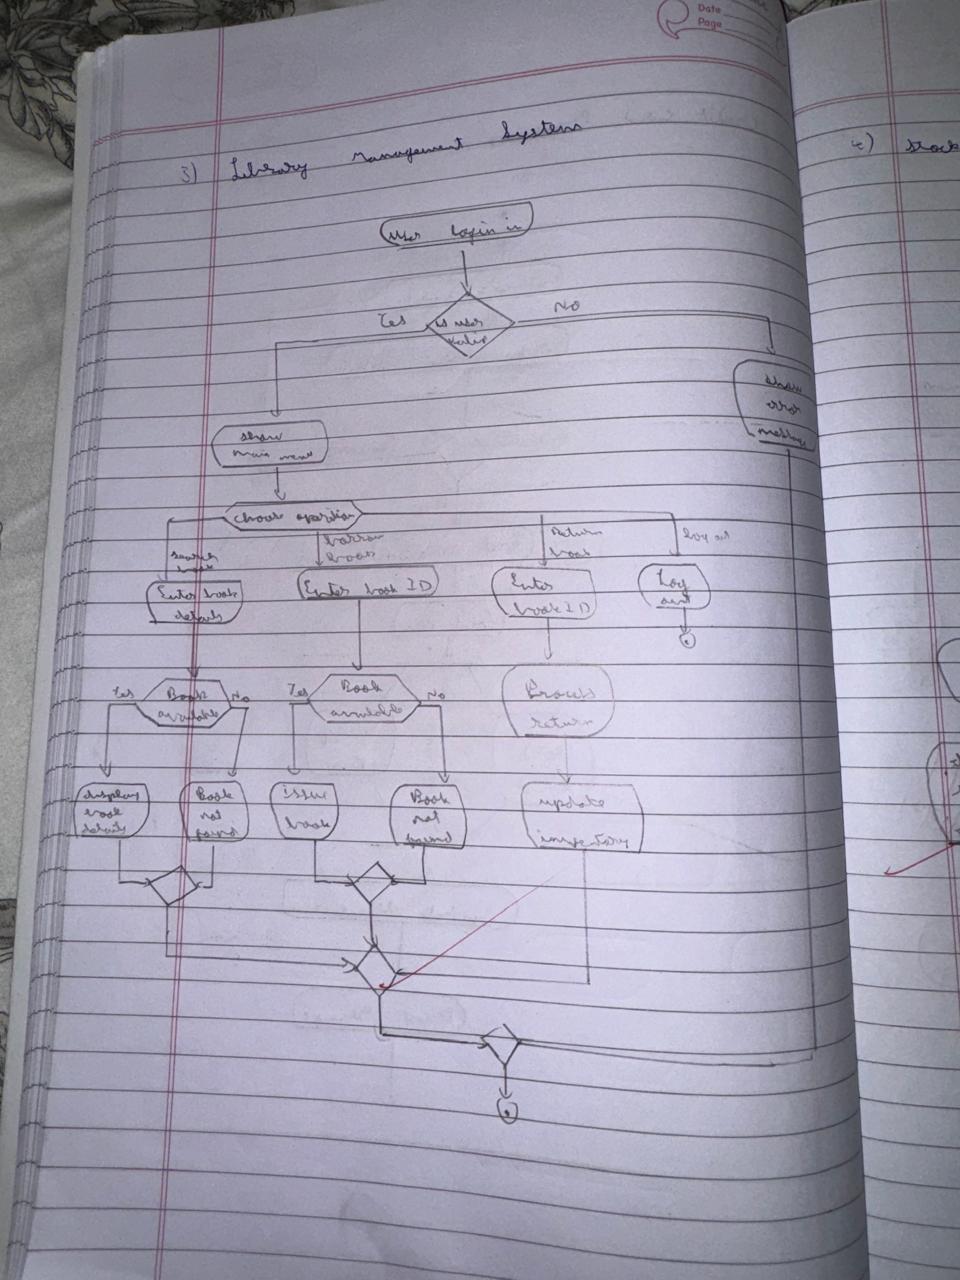 Date
Page
3) Library Management System
4) Stock
User Login in
Yes
is user
valid
No
show
error
message
show
main menu
choose operation
search
book
borrow
book
Return
book
log out
Enter book
details
Enter book ID
Enter
book ID
Log
out
Yes
Book
available
No
Yes
Book
available
No
Process
return
display
book
details
Book
not
found
issue
book
Book
not
found
update
inventory